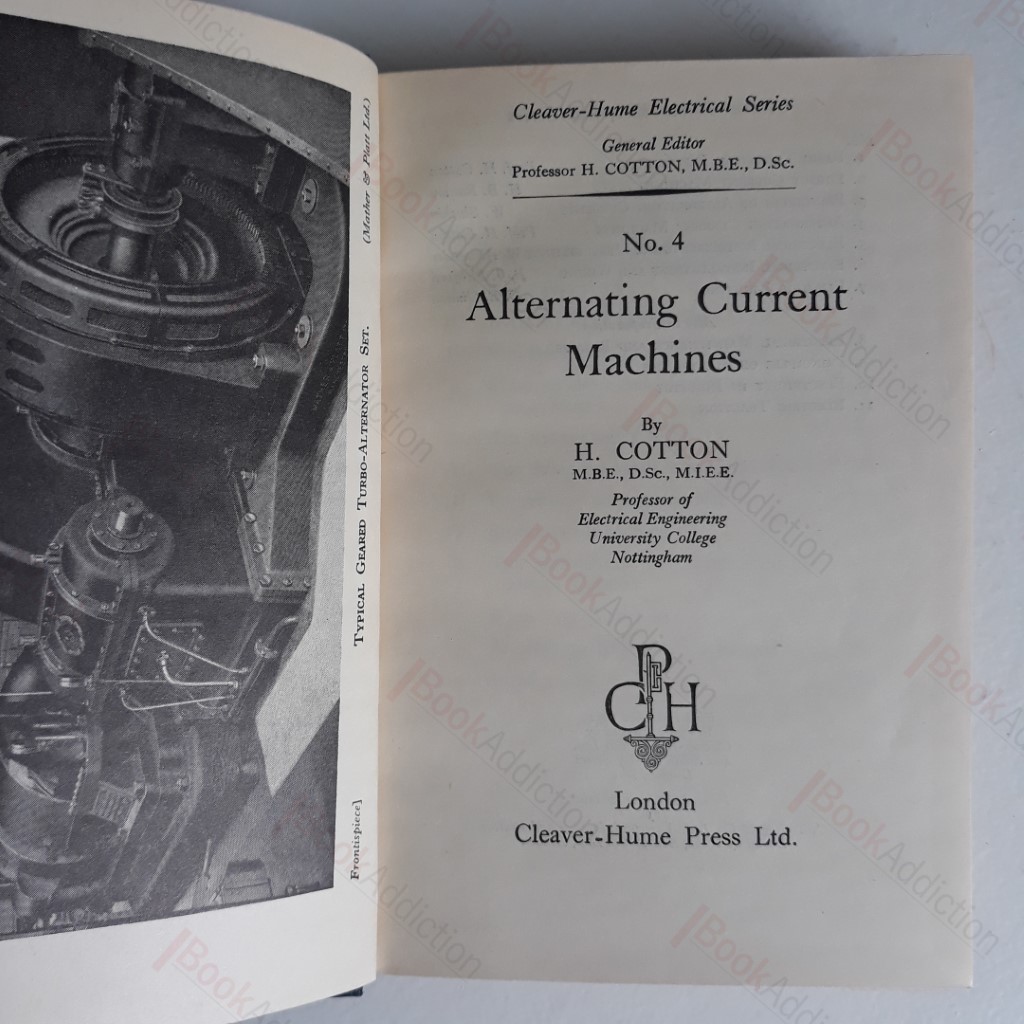 Frontispiece]
TYPICAL GEARED TURBO-ALTERNATOR SET.
(Mather & Platt Ltd.)
Cleaver-Hume Electrical Series
General Editor
Professor H. COTTON, M.B.E., D.Sc.
No. 4
Alternating Current
Machines
By
H. COTTON
M.B.E., D.Sc., M.I.E.E.
Professor of
Electrical Engineering
University College
Nottingham
CPH
London
Cleaver-Hume Press Ltd.
BookAddiction